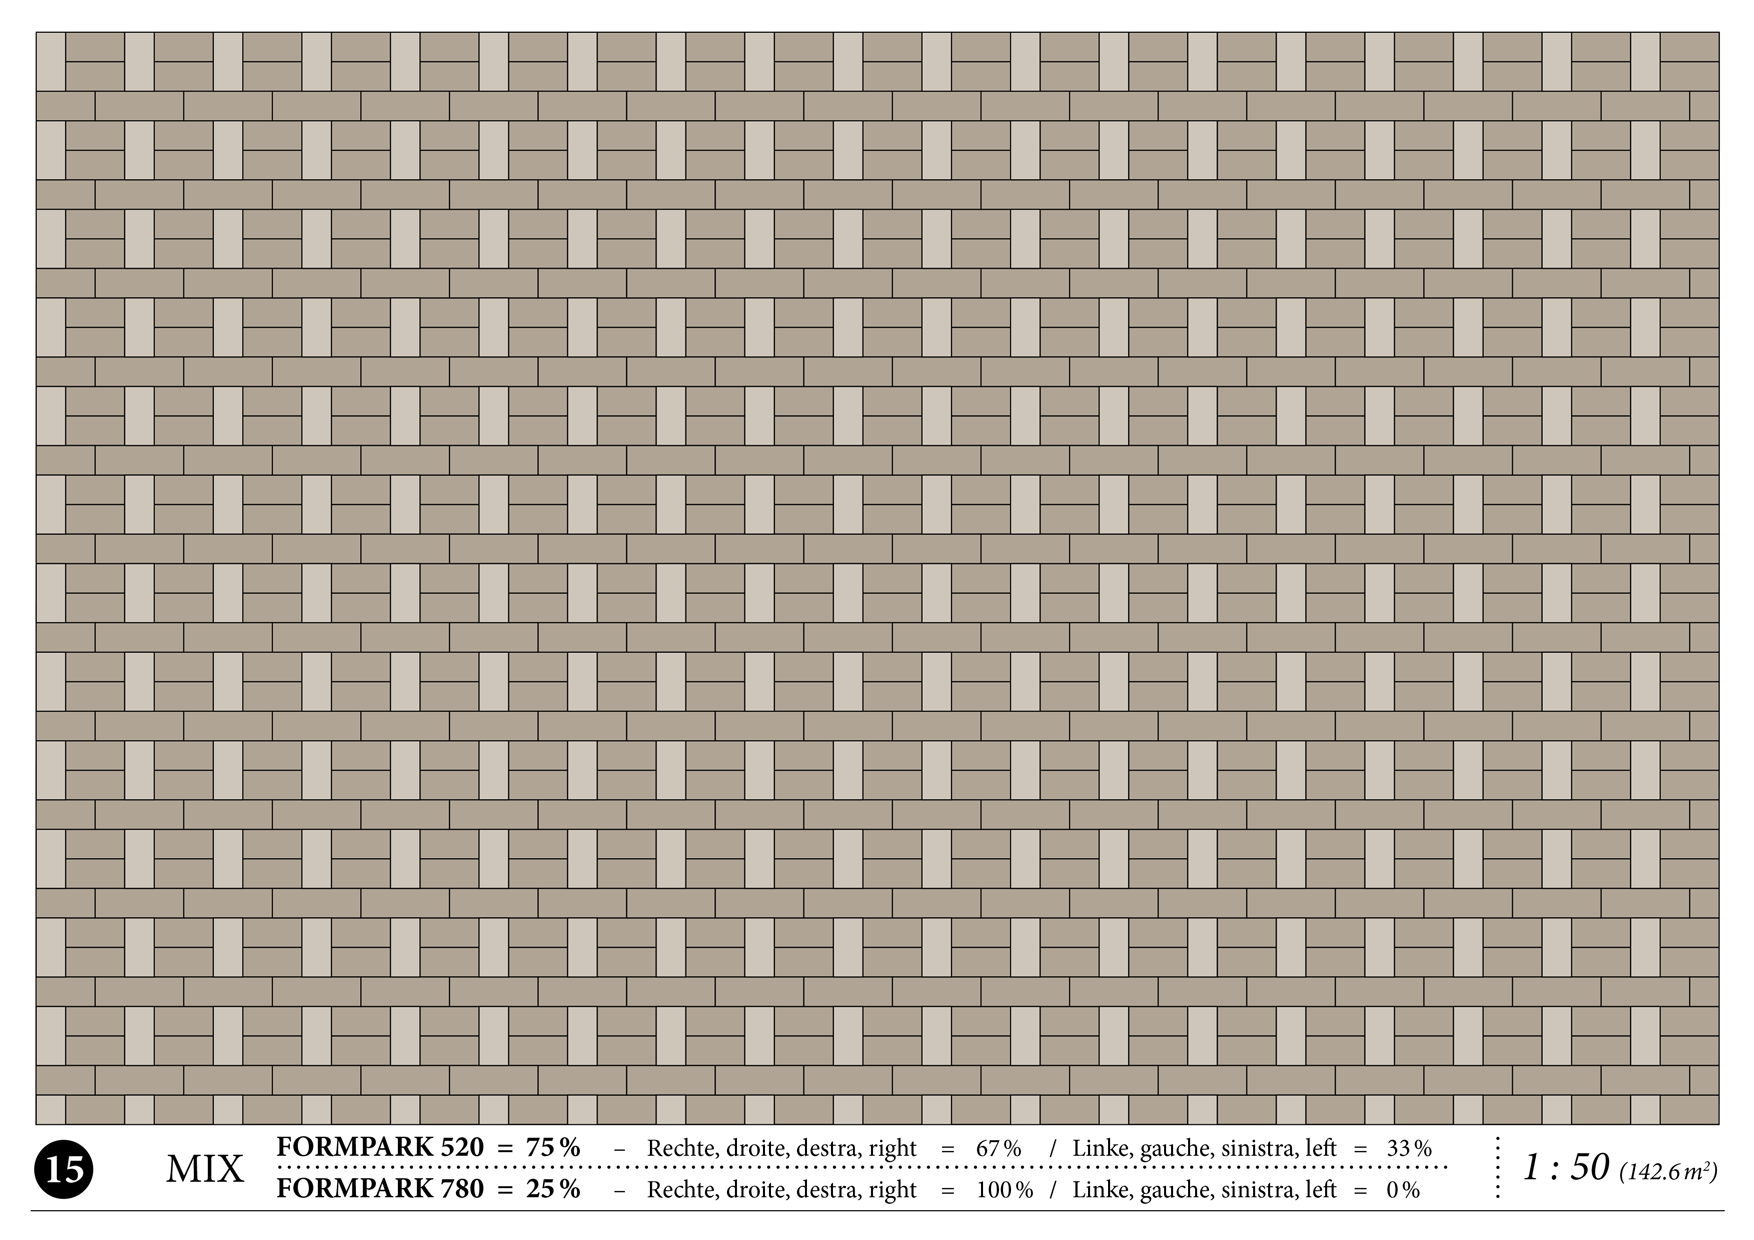 15 MIX
FORMPARK 520 = 75 % – Rechte, droite, destra, right = 67 % / Linke, gauche, sinistra, left = 33 %
FORMPARK 780 = 25 % – Rechte, droite, destra, right = 100 % / Linke, gauche, sinistra, left = 0 %
1 : 50 (142.6 m²)